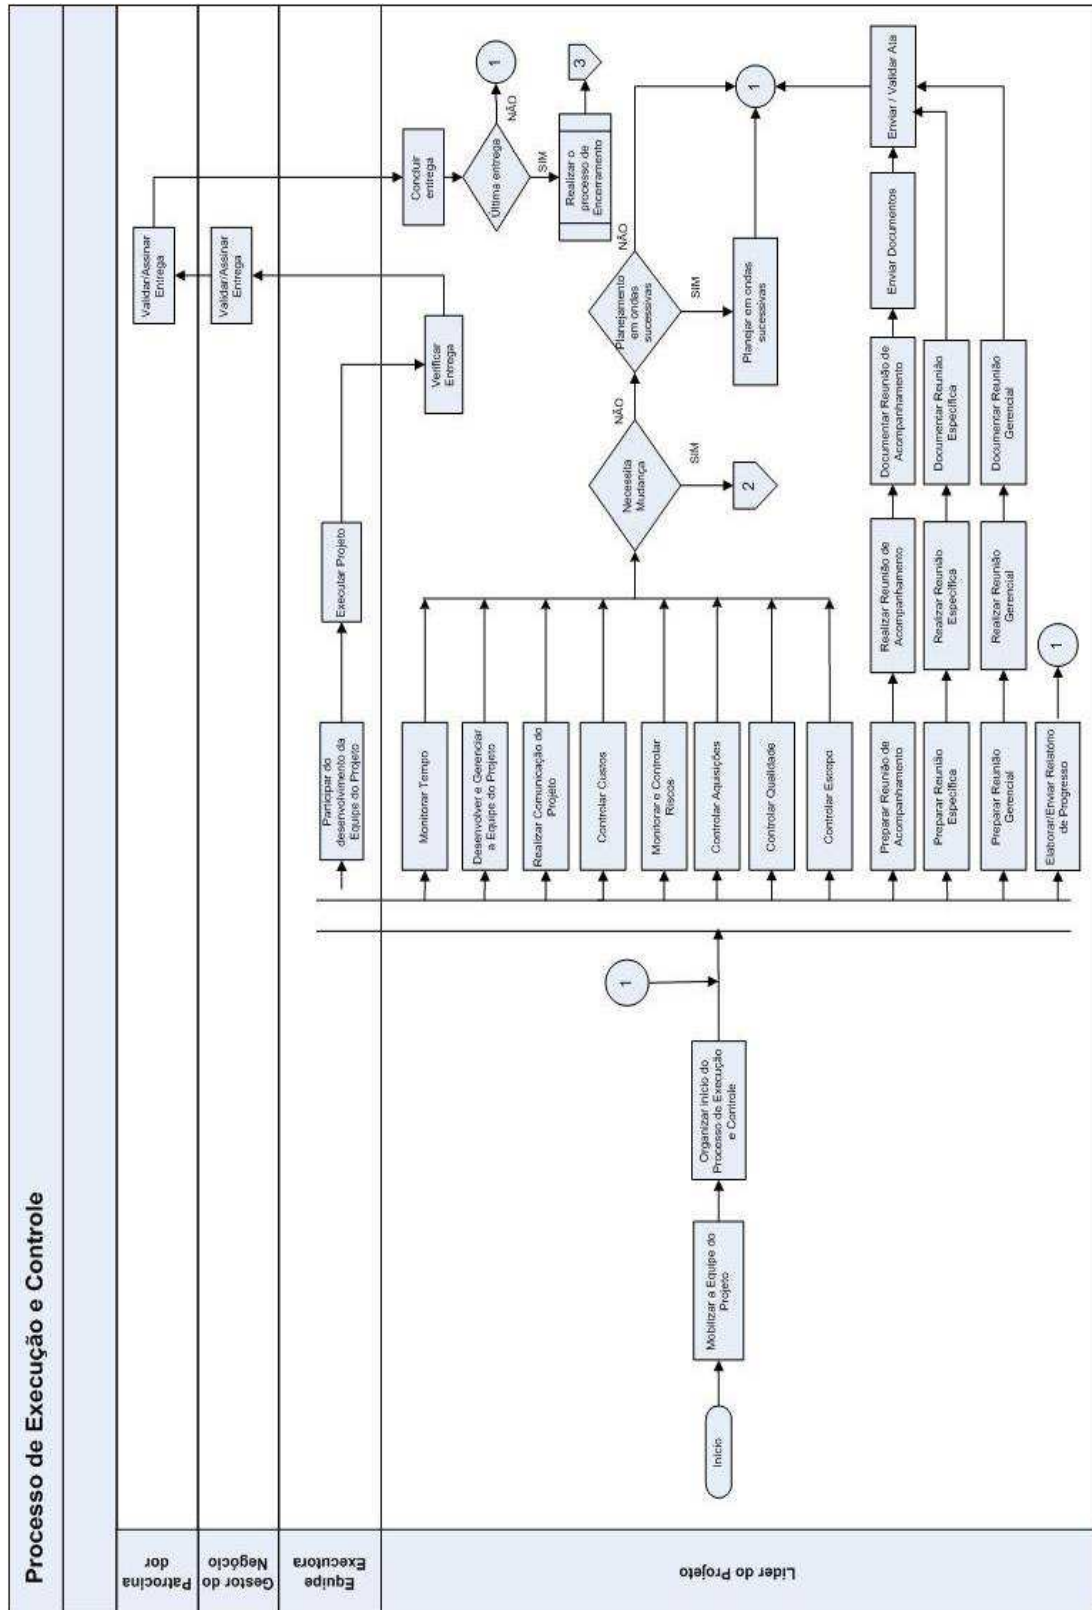 Processo de Execução e Controle
Patrocina
dor
Gestor do
Negócio
Equipe
Executora
Líder do Projeto
Validar/Assinar
Entrega
Validar/Assinar
Entrega
Participar do
desenvolvimento da
Equipe do Projeto
Executar Projeto
Início
Mobilizar a Equipe do
Projeto
Organizar início do
Processo de Execução
e Controle
1
Monitorar Tempo
Desenvolver e Gerenciar
a Equipe do Projeto
Realizar Comunicação do
Projeto
Controlar Custos
Monitorar e Controlar
Riscos
Controlar Aquisições
Controlar Qualidade
Controlar Escopo
Verificar
Entrega
Concluir
entrega
Última entrega
NÃO
1
SIM
Realizar o
processo de
Encerramento
3
Necessita
Mudança
SIM
2
NÃO
Planejamento
em ondas
sucessivas
NÃO
SIM
Planejar em ondas
sucessivas
1
Preparar Reunião de
Acompanhamento
Realizar Reunião de
Acompanhamento
Documentar Reunião de
Acompanhamento
Enviar Documentos
Enviar / Validar Ata
Preparar Reunião
Específica
Realizar Reunião
Específica
Documentar Reunião
Específica
Preparar Reunião
Gerencial
Realizar Reunião
Gerencial
Documentar Reunião
Gerencial
Elaborar/Enviar Relatório
de Progresso
1